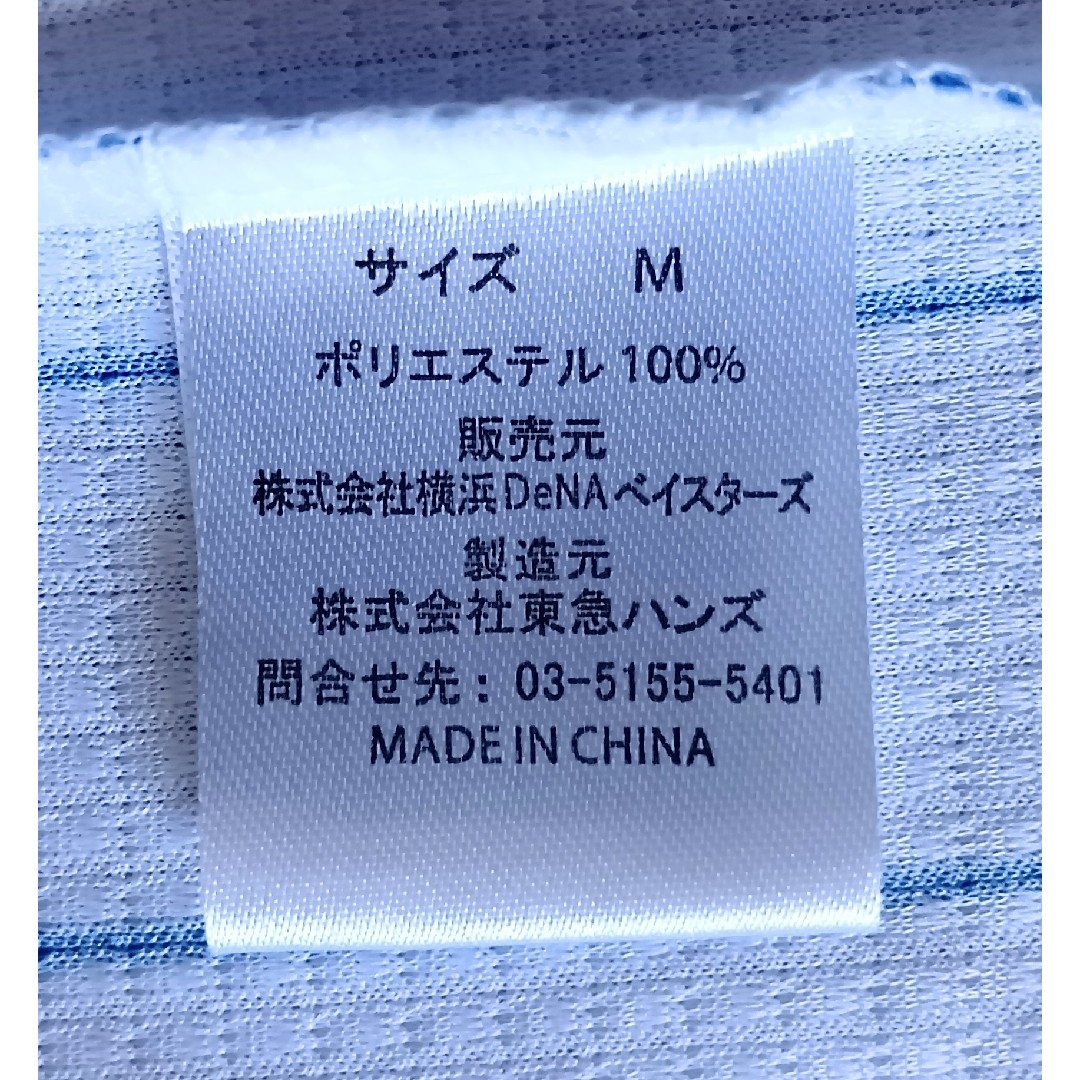 サイズ M
ポリエステル 100%
販売元
株式会社横浜DeNAベイスターズ
製造元
株式会社東急ハンズ
問合せ先: 03-5155-5401
MADE IN CHINA